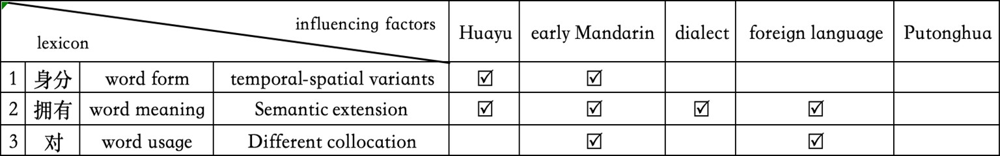 influencing factors
lexicon
Huayu early Mandarin dialect foreign language Putonghua
1 身分 word form temporal-spatial variants ☑ ☑
2 拥有 word meaning Semantic extension ☑ ☑ ☑ ☑
3 对 word usage Different collocation ☑ ☑